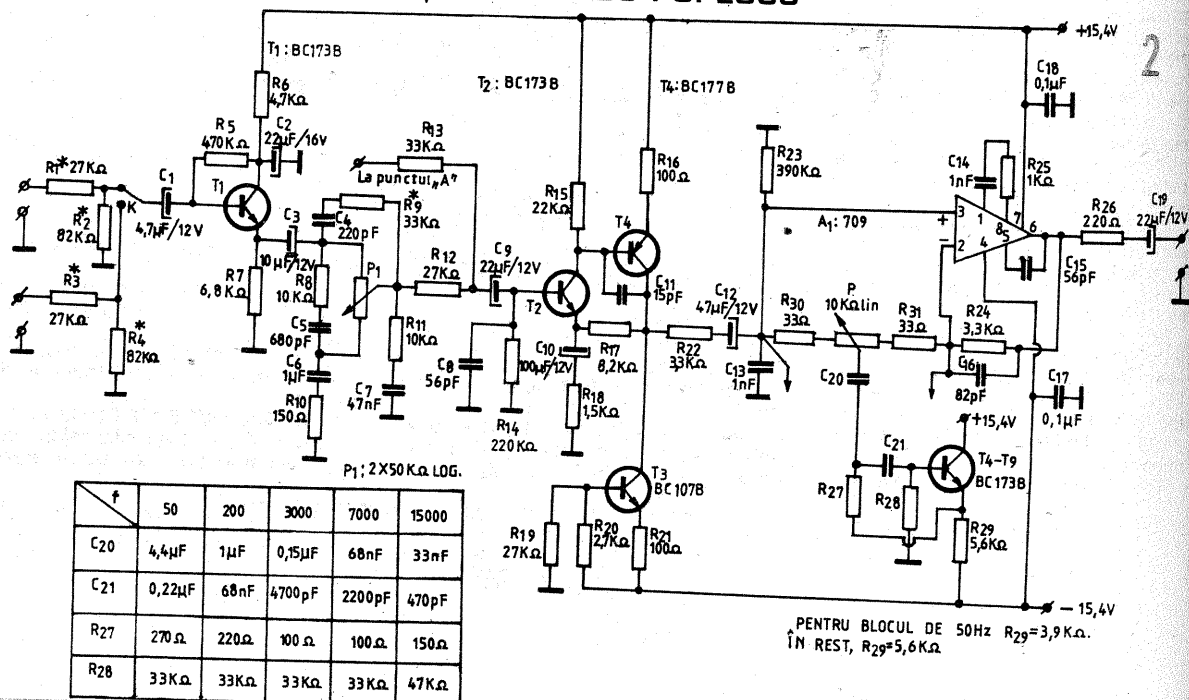 +15,4V
2
T1: BC173B
T2: BC173B
T4: BC177B
C18
0,1µF
R6
4,7KΩ
R5
470KΩ
C2
22µF/16V
R13
33KΩ
La punctul „A"
R1* 27KΩ
C1
4,7µF/12V
K
R2*
82KΩ
R3*
27KΩ
R4*
82KΩ
T1
C3
10µF/12V
R7
6,8KΩ
C4
220pF
R9*
33KΩ
R8
10KΩ
P1
C5
680pF
C6
1µF
R10
150Ω
R11
10KΩ
C7
47nF
R12
27KΩ
C9
22µF/12V
C8
56pF
R14
220KΩ
R15
22KΩ
R16
100Ω
T4
T2
C11
15pF
C10
100µF/12V
R17
8,2KΩ
R18
1,5KΩ
R22
3,3KΩ
C12
47µF/12V
R23
390KΩ
A1: 709
C13
1nF
R30
33Ω
P
10KΩlin
R31
33Ω
R24
3,3KΩ
C16
82pF
C14
1nF
R25
1KΩ
+ 3 1 7
8 5 6
− 2 4
C15
56pF
R26
220Ω
C19
22µF/12V
C17
0,1µF
C20
C21
R27
R28
+15,4V
T4-T9
BC173B
R29
5,6KΩ
P1: 2X50KΩ LOG.
T3
BC107B
R19
27KΩ
R20
2,7KΩ
R21
100Ω
− 15,4V
PENTRU BLOCUL DE 50Hz R29=3,9KΩ.
ÎN REST, R29=5,6KΩ
f 50 200 3000 7000 15000
C20 4,4µF 1µF 0,15µF 68nF 33nF
C21 0,22µF 68nF 4700pF 2200pF 470pF
R27 270Ω 220Ω 100Ω 100Ω 150Ω
R28 33KΩ 33KΩ 33KΩ 33KΩ 47KΩ